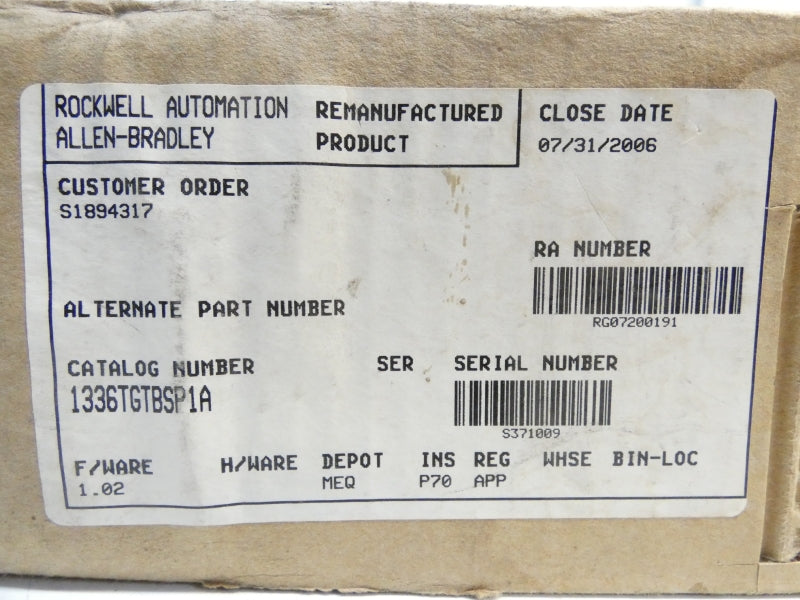 ROCKWELL AUTOMATION
ALLEN-BRADLEY
REMANUFACTURED
PRODUCT
CLOSE DATE
07/31/2006
CUSTOMER ORDER
S1894317
RA NUMBER
RG07200191
ALTERNATE PART NUMBER
CATALOG NUMBER
1336TGTBSP1A
SER
SERIAL NUMBER
S371009
F/WARE
1.02
H/WARE
DEPOT
MEQ
INS
P70
REG
APP
WHSE
BIN-LOC